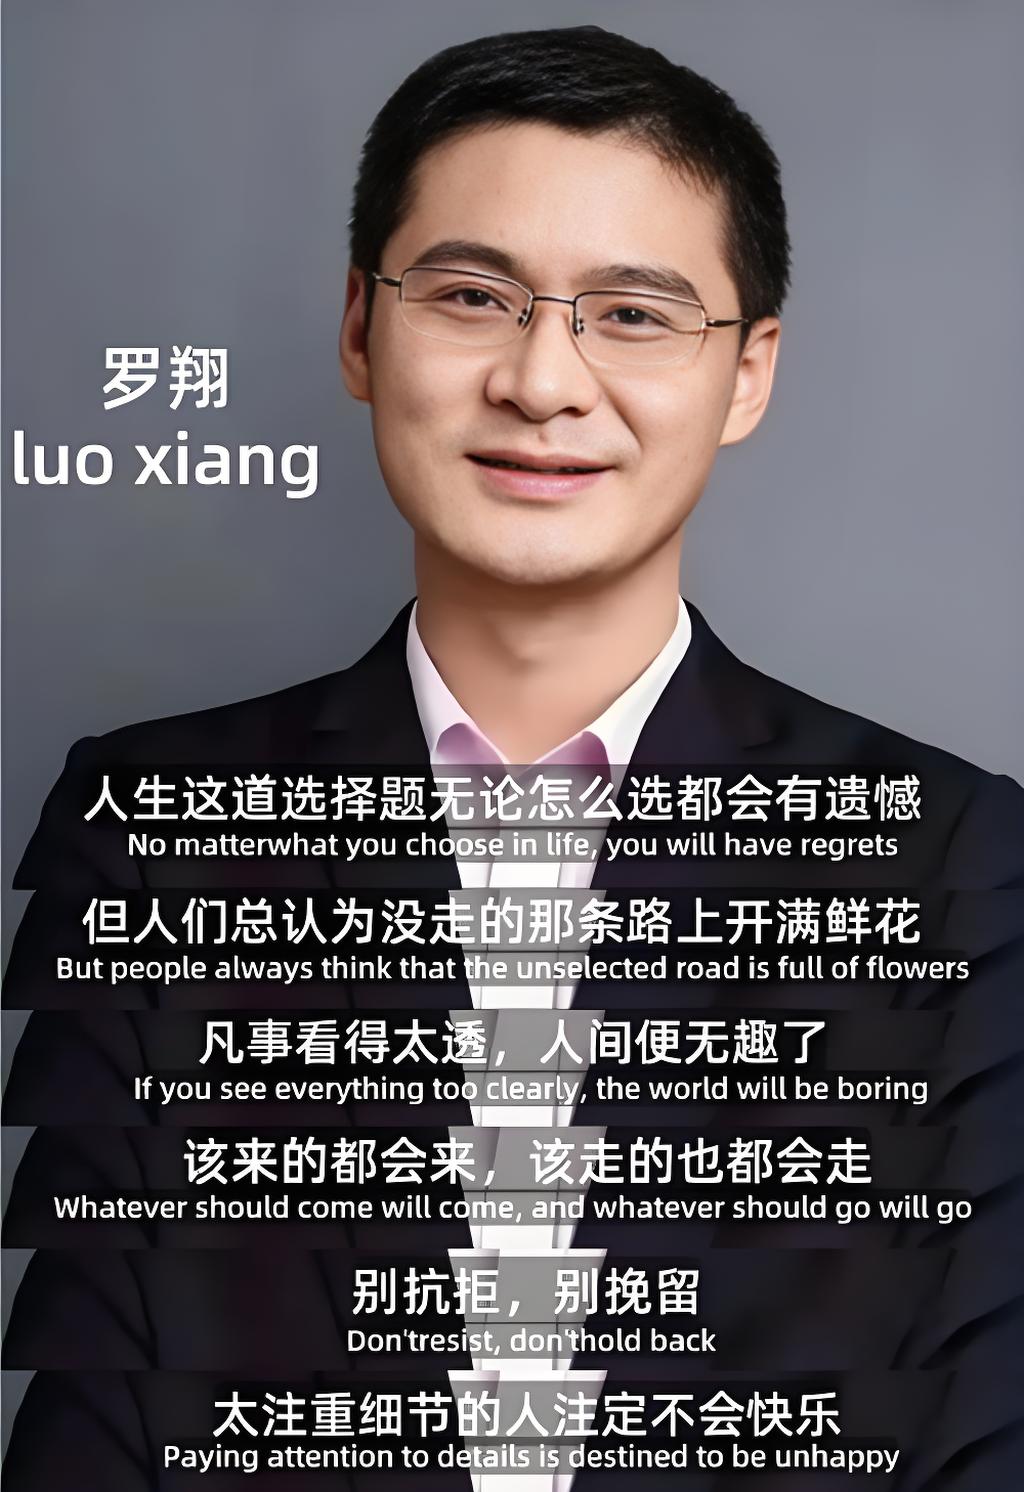 罗翔
luo xiang
人生这道选择题无论怎么选都会有遗憾
No matterwhat you choose in life, you will have regrets
但人们总认为没走的那条路上开满鲜花
But people always think that the unselected road is full of flowers
凡事看得太透，人间便无趣了
If you see everything too clearly, the world will be boring
该来的都会来，该走的也都会走
Whatever should come will come, and whatever should go will go
别抗拒，别挽留
Don'tresist, don'thold back
太注重细节的人注定不会快乐
Paying attention to details is destined to be unhappy